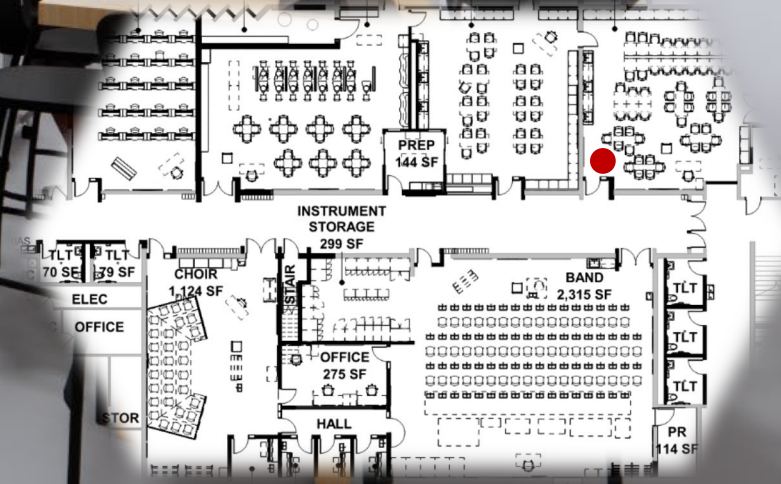 PREP
144 SF
INSTRUMENT
STORAGE
299 SF
TLT
70 SF
TLT
79 SF
CHOIR
1,124 SF
STAIR
BAND
2,315 SF
TLT
ELEC
OFFICE
TLT
OFFICE
275 SF
TLT
STOR
HALL
PR
114 SF